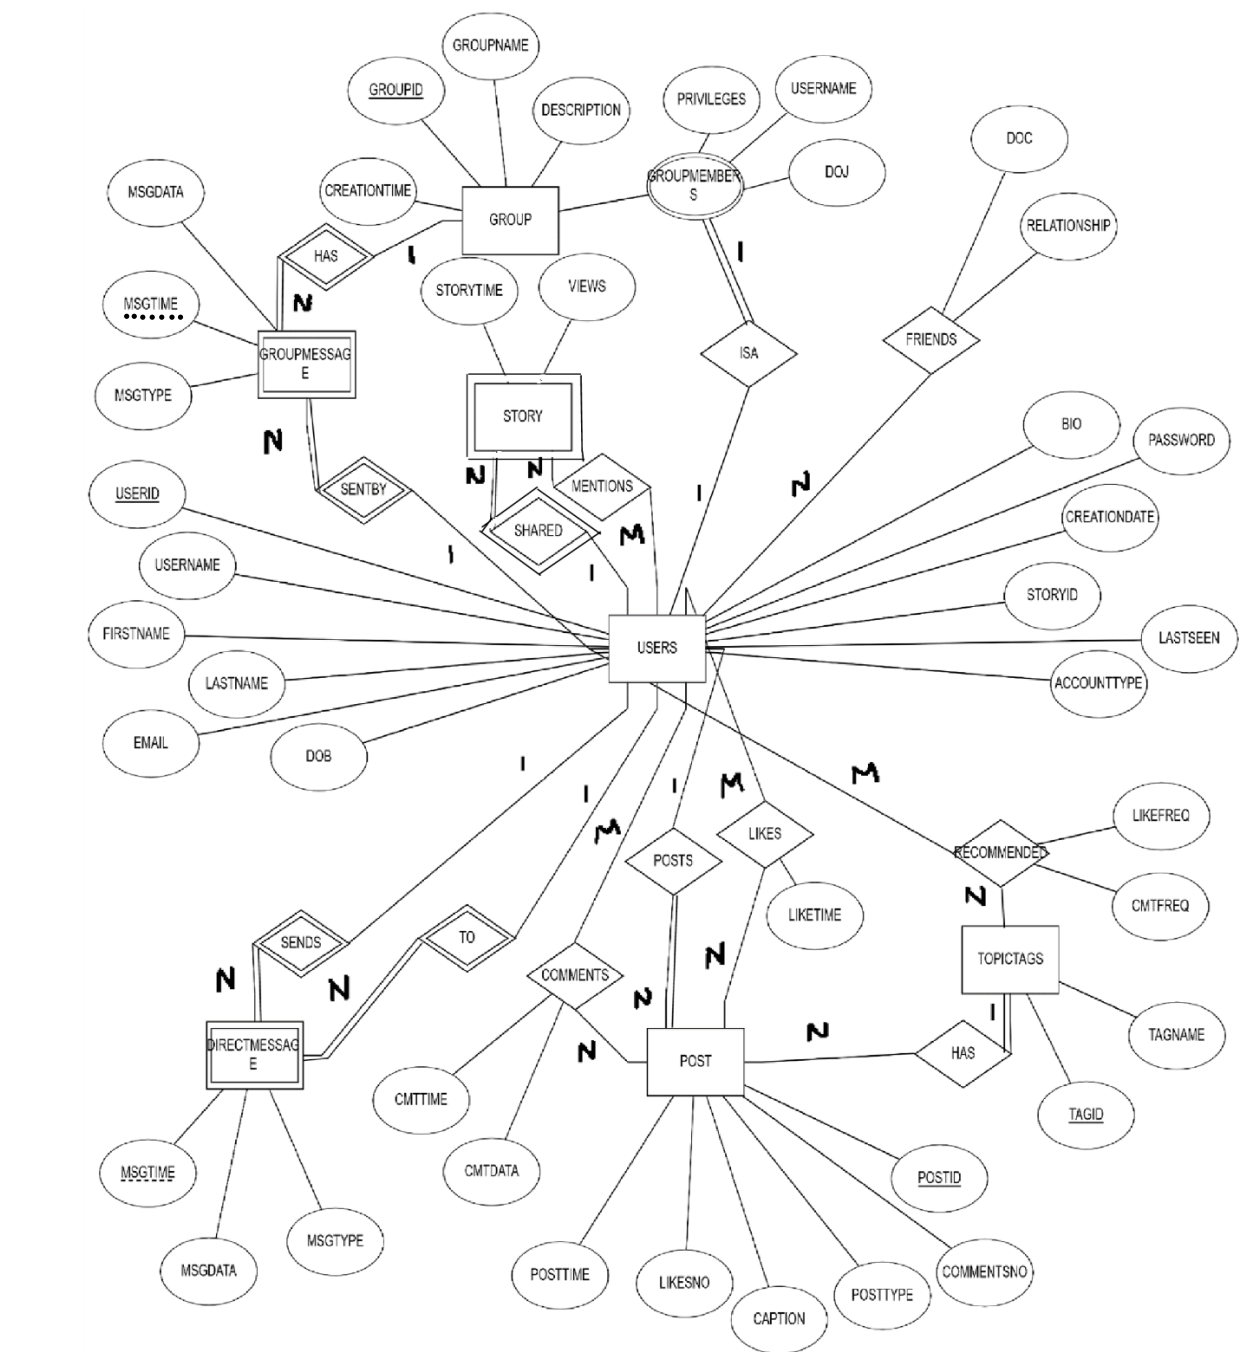 GROUPNAME
GROUPID
DESCRIPTION
PRIVILEGES
USERNAME
DOC
MSGDATA
CREATIONTIME
GROUP
GROUPMEMBER
S
DOJ
RELATIONSHIP
HAS
1
1
STORYTIME
VIEWS
MSGTIME
N
GROUPMESSAG
E
ISA
FRIENDS
MSGTYPE
STORY
BIO
PASSWORD
N
N
N
MENTIONS
N
1
USERID
SENTBY
SHARED
M
CREATIONDATE
USERNAME
1
1
STORYID
FIRSTNAME
USERS
LASTSEEN
LASTNAME
ACCOUNTTYPE
EMAIL
DOB
1
1
M
1
M
M
LIKEFREQ
POSTS
LIKES
RECOMMENDED
N
CMTFREQ
LIKETIME
SENDS
TO
N
N
COMMENTS
N
N
TOPICTAGS
1
TAGNAME
DIRECTMESSAG
E
N
POST
N
HAS
CMTTIME
TAGID
MSGTIME
CMTDATA
POSTID
MSGDATA
MSGTYPE
POSTTIME
LIKESNO
CAPTION
POSTTYPE
COMMENTSNO